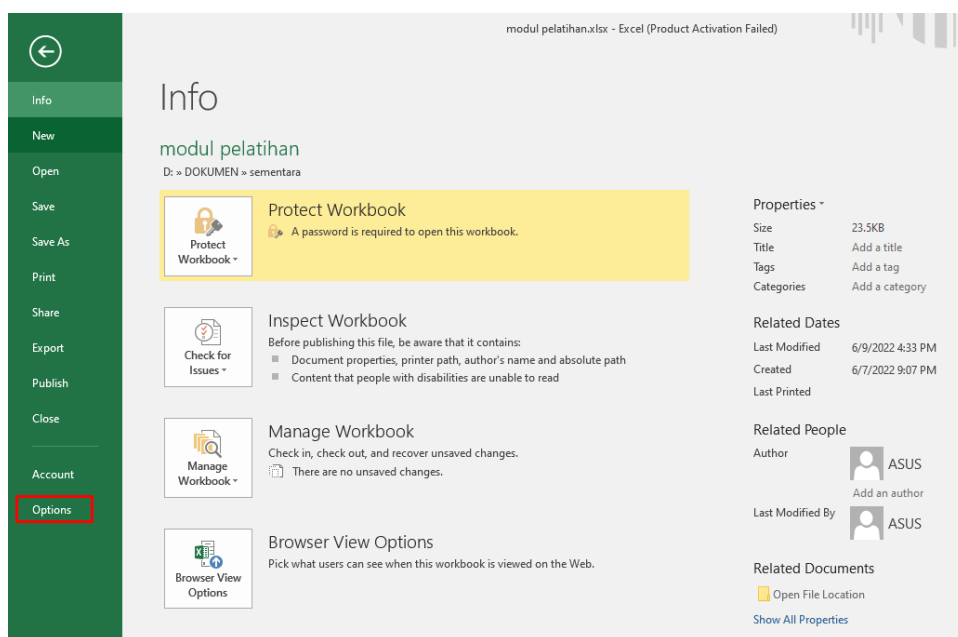 modul pelatihan.xlsx - Excel (Product Activation Failed)
Info
New
Open
Save
Save As
Print
Share
Export
Publish
Close
Account
Options
Info
modul pelatihan
D: » DOKUMEN » sementara
Protect
Workbook
Protect Workbook
A password is required to open this workbook.
Check for
Issues
Inspect Workbook
Before publishing this file, be aware that it contains:
Document properties, printer path, author's name and absolute path
Content that people with disabilities are unable to read
Manage
Workbook
Manage Workbook
Check in, check out, and recover unsaved changes.
There are no unsaved changes.
Browser View
Options
Browser View Options
Pick what users can see when this workbook is viewed on the Web.
Properties
Size 23.5KB
Title Add a title
Tags Add a tag
Categories Add a category
Related Dates
Last Modified 6/9/2022 4:33 PM
Created 6/7/2022 9:07 PM
Last Printed
Related People
Author ASUS
Add an author
Last Modified By ASUS
Related Documents
Open File Location
Show All Properties